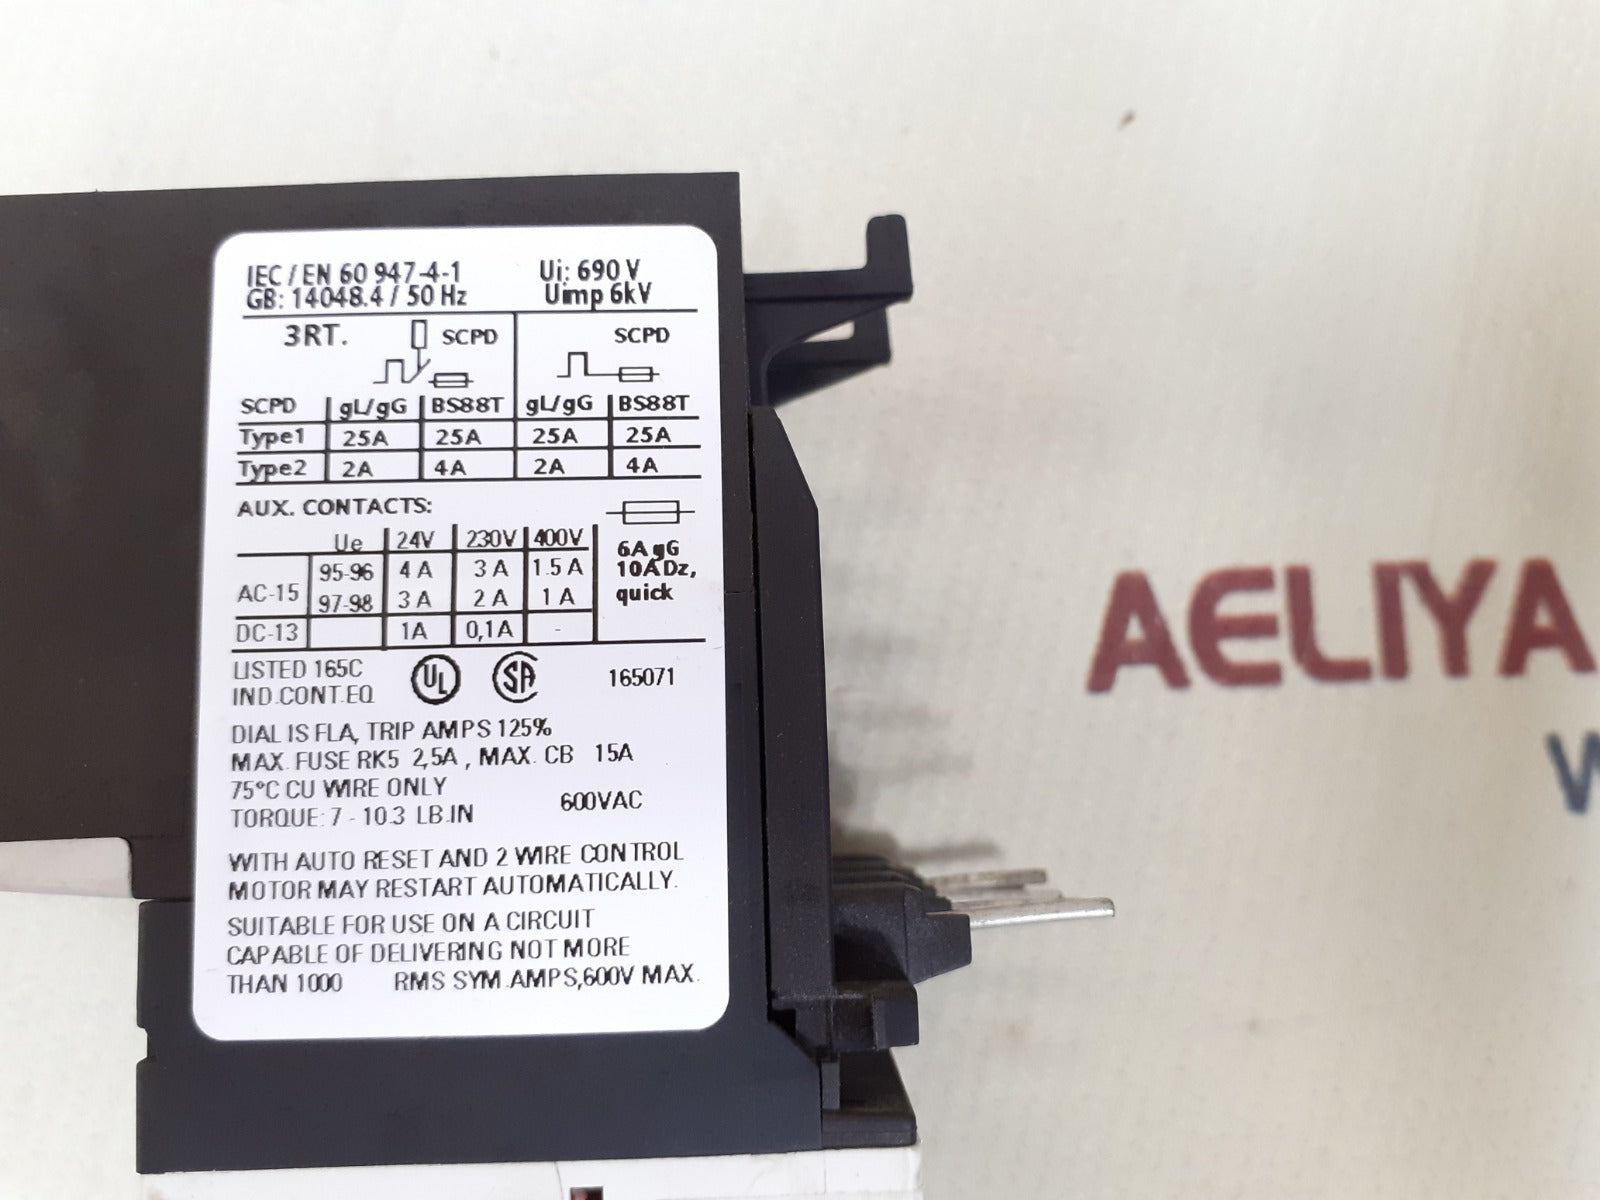 IEC / EN 60 947-4-1 Ui: 690 V
GB: 14048.4 / 50 Hz Uimp 6kV
3RT. SCPD SCPD
SCPD gL/gG BS88T gL/gG BS88T
Type1 25A 25A 25A 25A
Type2 2A 4A 2A 4A
AUX. CONTACTS:
Ue 24V 230V 400V
AC-15 95-96 4 A 3 A 1.5 A
97-98 3 A 2 A 1 A
DC-13 1A 0,1A -
6A gG
10A Dz,
quick
LISTED 165C UL SA 165071
IND.CONT.EQ
DIAL IS FLA, TRIP AMPS 125%
MAX. FUSE RK5 2,5A , MAX. CB 15A
75°C CU WIRE ONLY
TORQUE: 7 - 10.3 LB.IN 600VAC
WITH AUTO RESET AND 2 WIRE CONTROL
MOTOR MAY RESTART AUTOMATICALLY.
SUITABLE FOR USE ON A CIRCUIT
CAPABLE OF DELIVERING NOT MORE
THAN 1000 RMS SYM.AMPS,600V MAX.
AELIYA